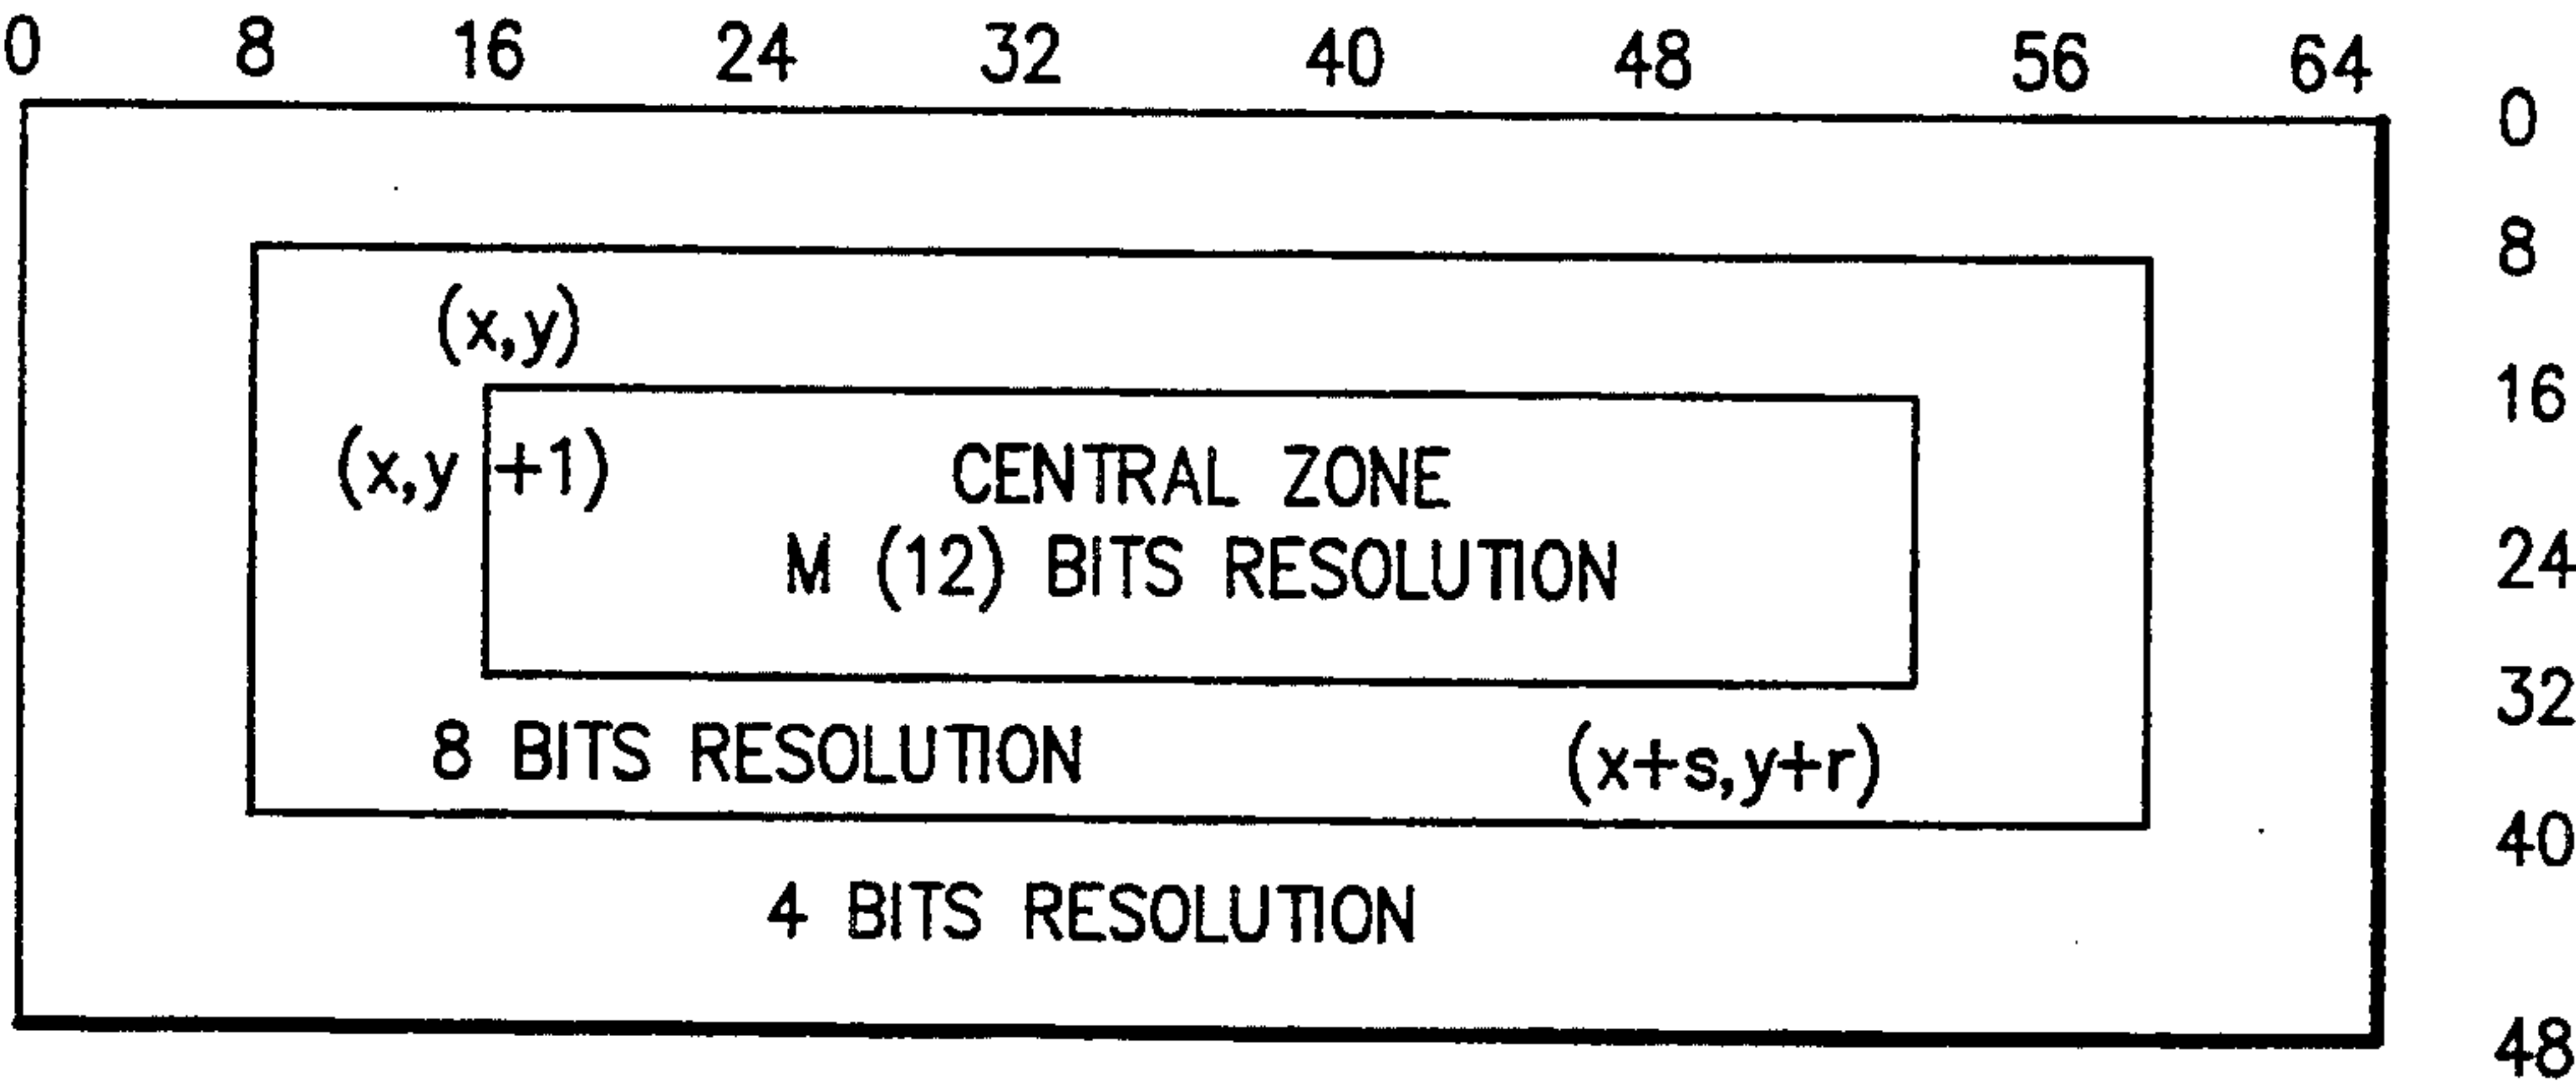 0 8 16 24 32 40 48 56 64
0
8
(x,y)
16
(x,y +1) CENTRAL ZONE
M (12) BITS RESOLUTION
24
32
8 BITS RESOLUTION (x+s,y+r)
40
4 BITS RESOLUTION
48